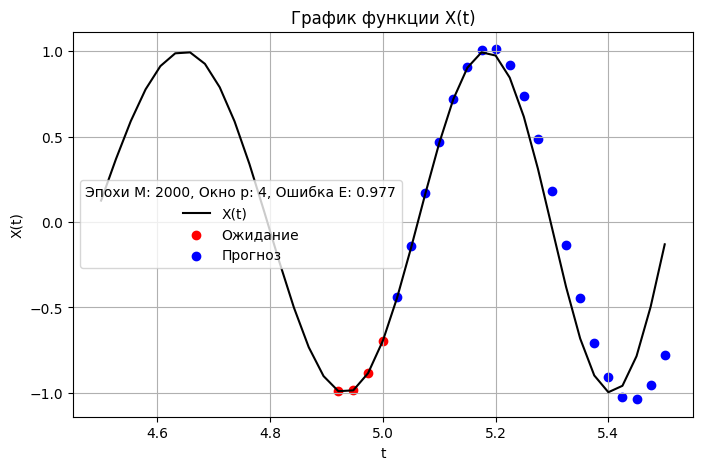 График функции X(t)
X(t)
1.0
0.5
0.0
−0.5
−1.0
Эпохи M: 2000, Окно p: 4, Ошибка E: 0.977
X(t)
Ожидание
Прогноз
4.6 4.8 5.0 5.2 5.4
t